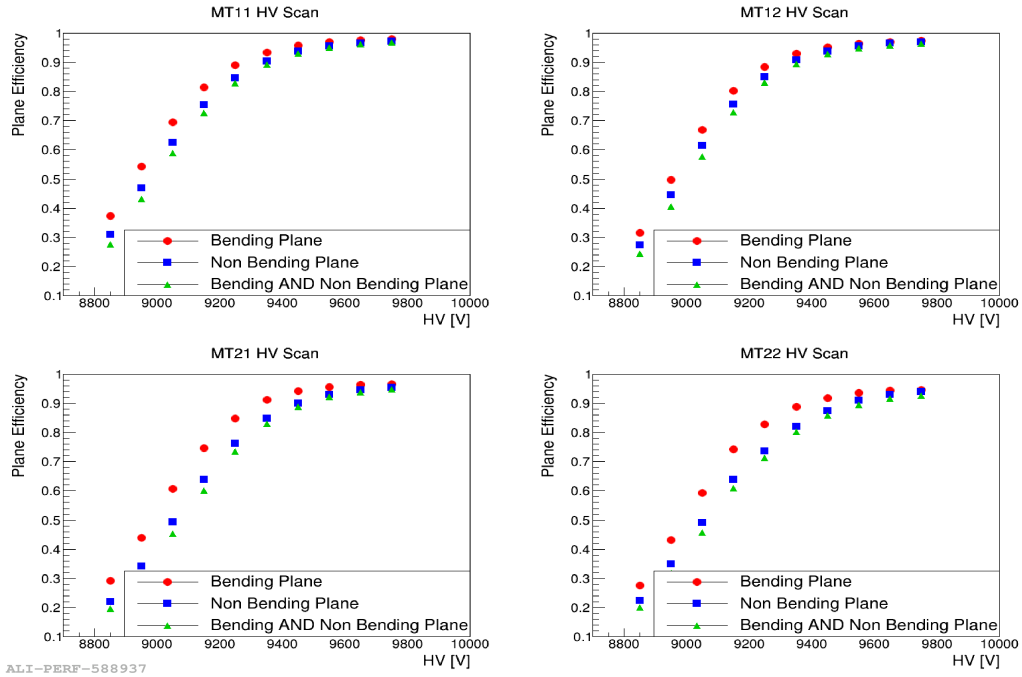 MT11 HV Scan
Plane Efficiency
1
0.9
0.8
0.7
0.6
0.5
0.4
0.3
0.2
0.1
Bending Plane
Non Bending Plane
Bending AND Non Bending Plane
8800 9000 9200 9400 9600 9800 10000
HV [V]
MT12 HV Scan
Plane Efficiency
1
0.9
0.8
0.7
0.6
0.5
0.4
0.3
0.2
0.1
Bending Plane
Non Bending Plane
Bending AND Non Bending Plane
8800 9000 9200 9400 9600 9800 10000
HV [V]
MT21 HV Scan
Plane Efficiency
1
0.9
0.8
0.7
0.6
0.5
0.4
0.3
0.2
0.1
Bending Plane
Non Bending Plane
Bending AND Non Bending Plane
8800 9000 9200 9400 9600 9800 10000
HV [V]
MT22 HV Scan
Plane Efficiency
1
0.9
0.8
0.7
0.6
0.5
0.4
0.3
0.2
0.1
Bending Plane
Non Bending Plane
Bending AND Non Bending Plane
8800 9000 9200 9400 9600 9800 10000
HV [V]
ALI-PERF-588937